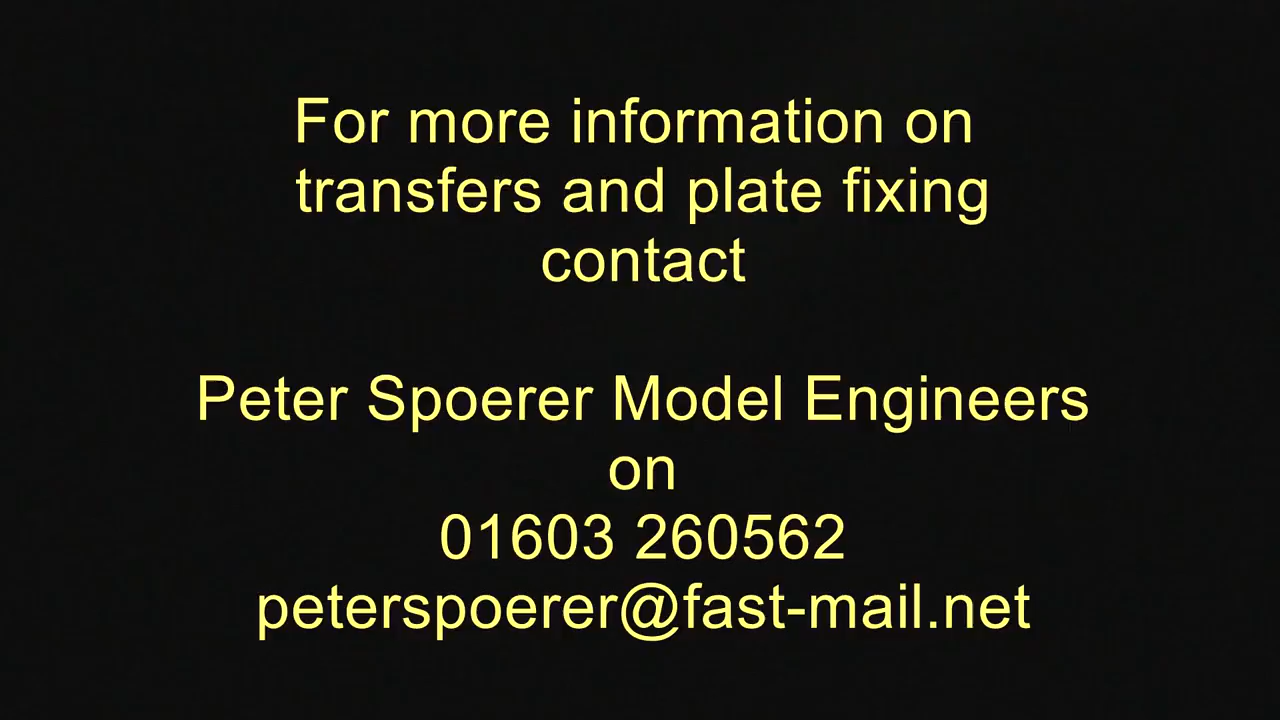 For more information on
transfers and plate fixing
contact
Peter Spoerer Model Engineers
on
01603 260562
peterspoerer@fast-mail.net